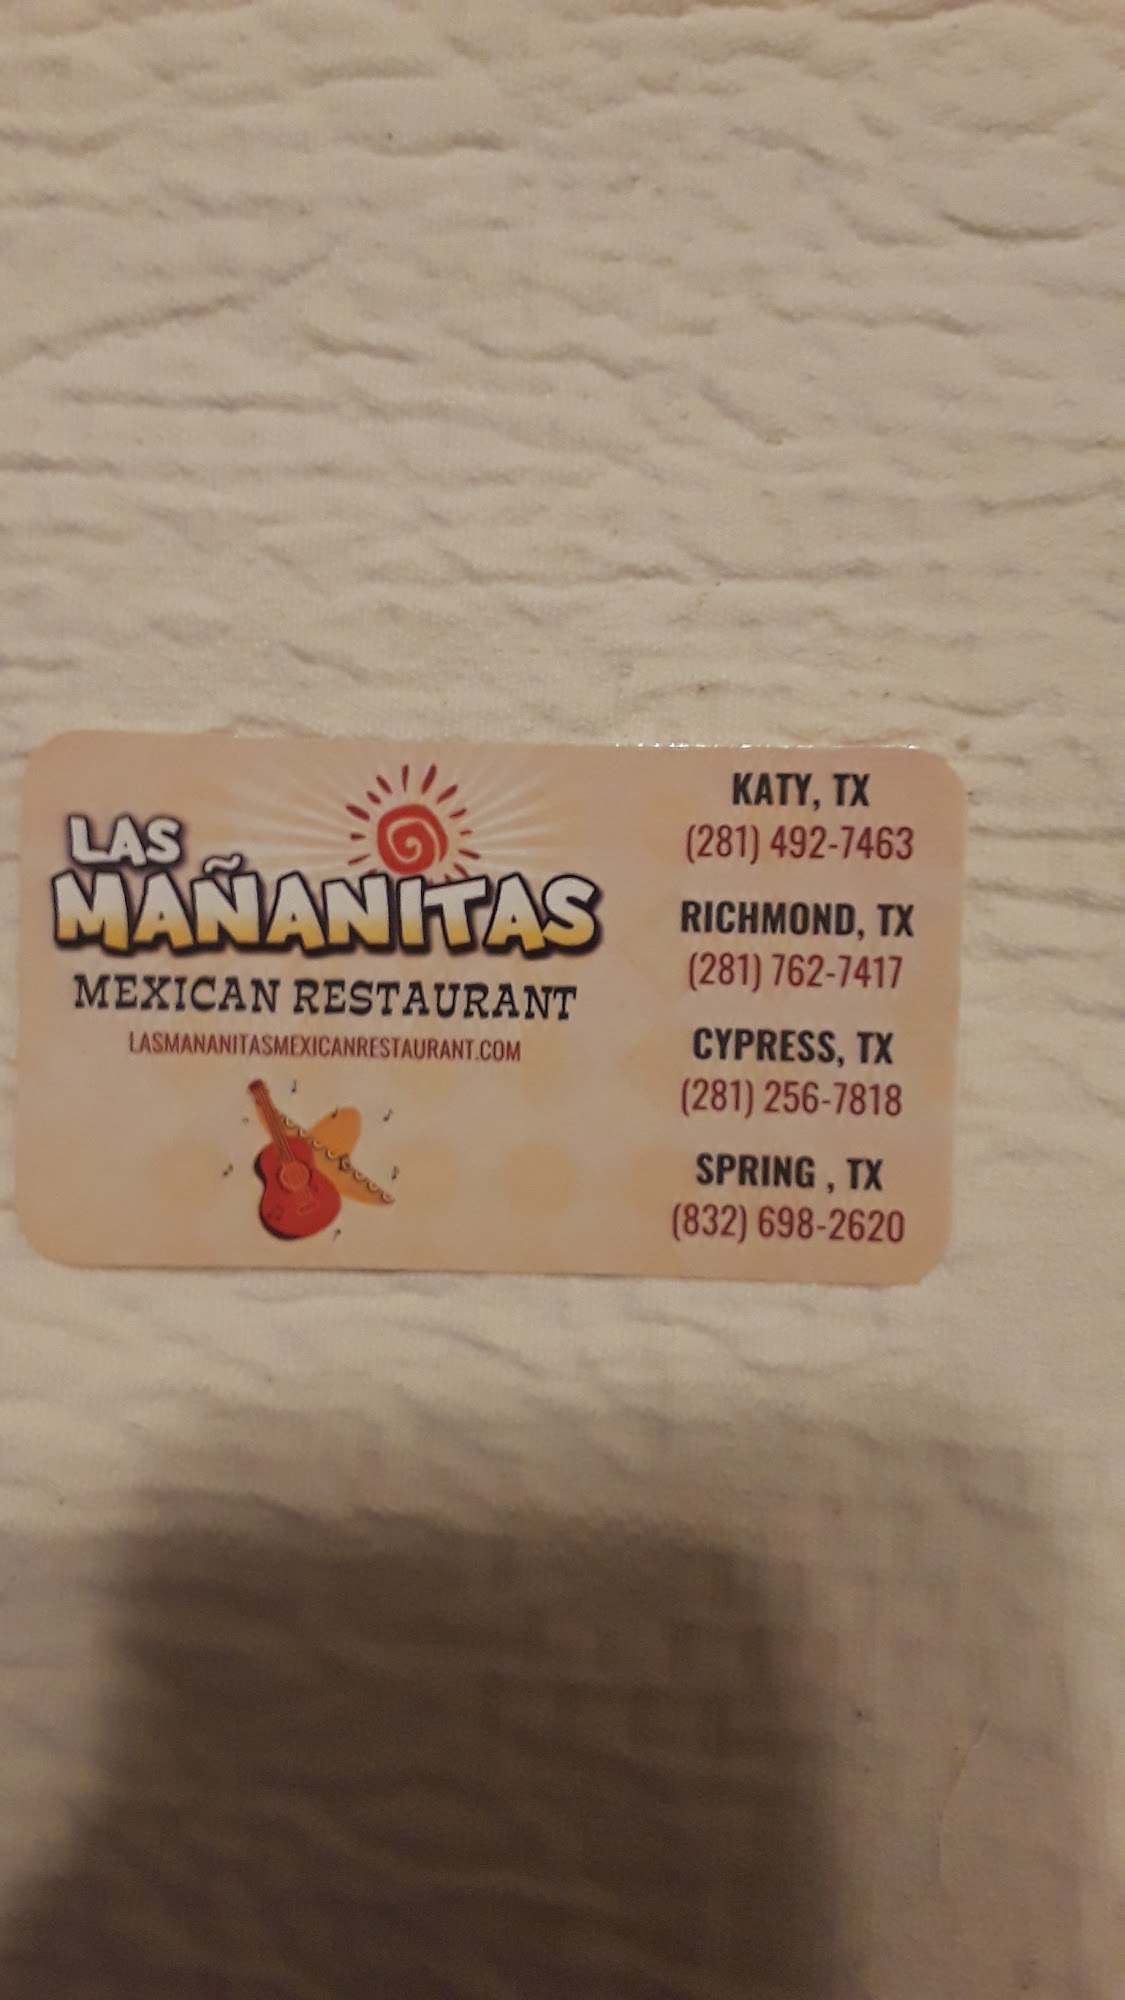 LAS
MAÑANITAS
MEXICAN RESTAURANT
LASMANANITASMEXICANRESTAURANT.COM
KATY, TX
(281) 492-7463
RICHMOND, TX
(281) 762-7417
CYPRESS, TX
(281) 256-7818
SPRING , TX
(832) 698-2620